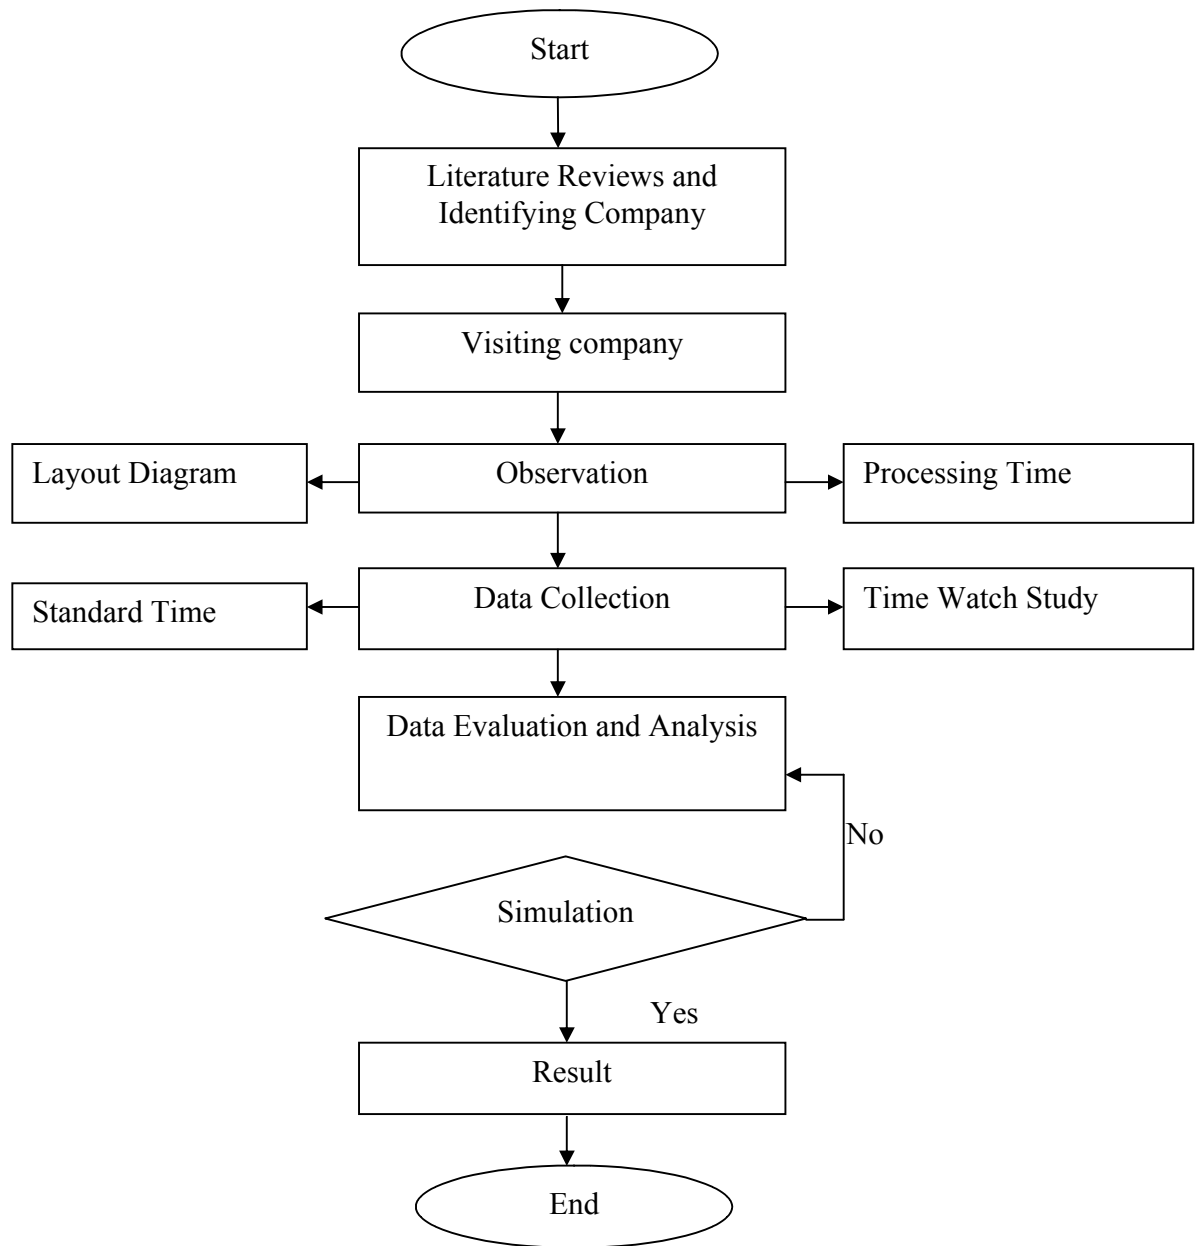 Start
Literature Reviews and
Identifying Company
Visiting company
Layout Diagram
Observation
Processing Time
Standard Time
Data Collection
Time Watch Study
Data Evaluation and Analysis
No
Simulation
Yes
Result
End